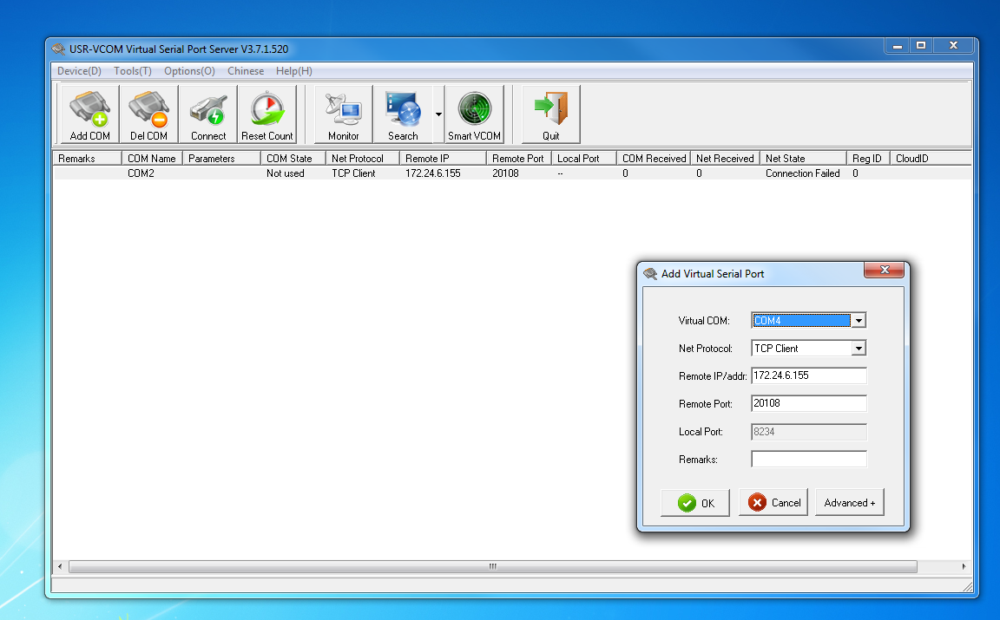 USR-VCOM Virtual Serial Port Server V3.7.1.520
Device(D) Tools(T) Options(O) Chinese Help(H)
Add COM Del COM Connect Reset Count Monitor Search Smart VCOM Quit
Remarks COM Name Parameters COM State Net Protocol Remote IP Remote Port Local Port COM Received Net Received Net State Reg ID CloudID
COM2 Not used TCP Client 172.24.6.155 20108 -- 0 0 Connection Failed 0
Add Virtual Serial Port
Virtual COM: COM4
Net Protocol: TCP Client
Remote IP/addr: 172.24.6.155
Remote Port: 20108
Local Port: 8234
Remarks:
OK Cancel Advanced +